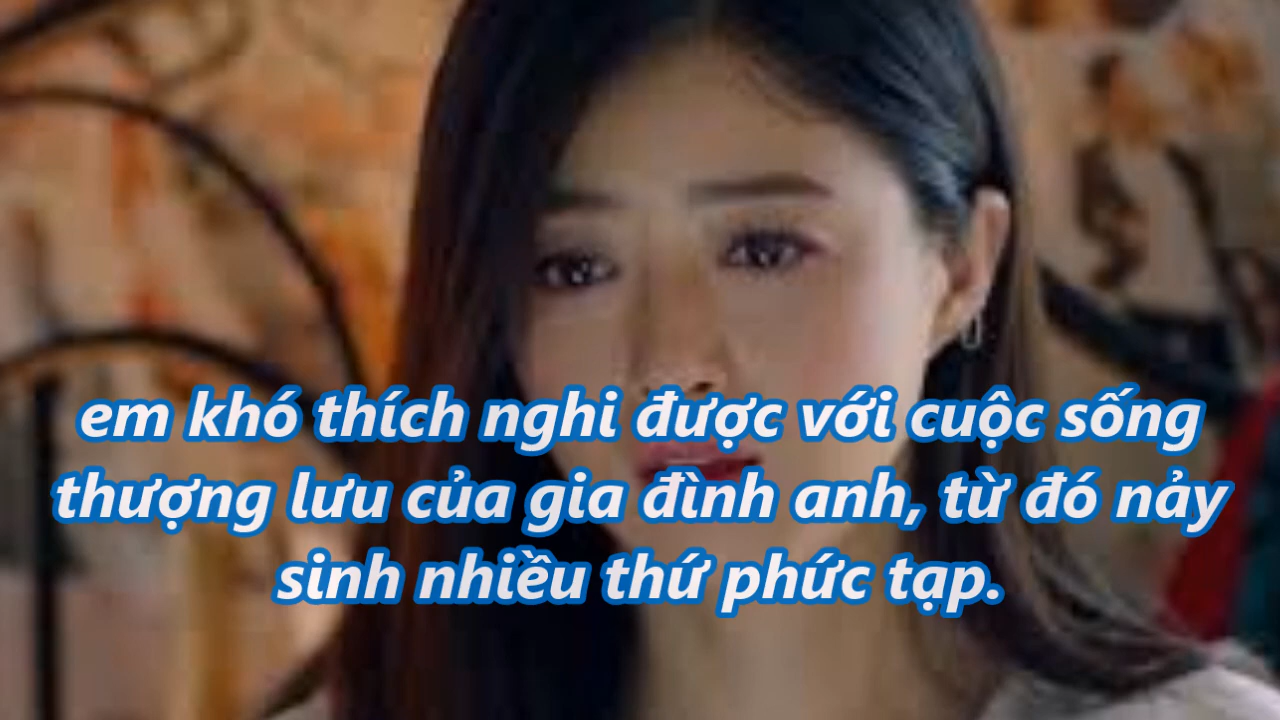 em khó thích nghi được với cuộc sống
thượng lưu của gia đình anh, từ đó nảy
sinh nhiều thứ phức tạp.